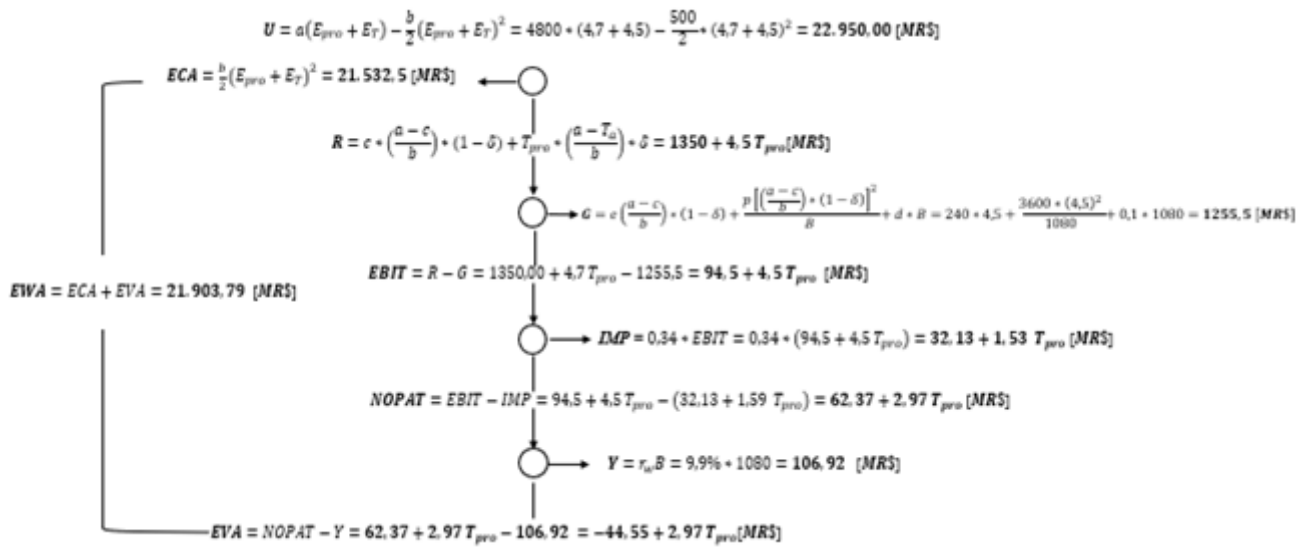 U = a(E_pro + E_T) − b/2 (E_pro + E_T)² = 4800 * (4,7 + 4,5) − 500/2 * (4,7 + 4,5)² = 22.950,00 [MR$]
ECA = b/2 (E_pro + E_T)² = 21.532,5 [MR$]
R = c * ((a − c)/b) * (1 − δ) + T_pro * ((a − T_a)/b) * δ = 1350 + 4,5 T_pro[MR$]
G = e ((a − c)/b) * (1 − δ) + p[((a − c)/b) * (1 − δ)]²/B + d * B = 240 * 4,5 + 3600 * (4,5)²/1080 + 0,1 * 1080 = 1255,5 [MR$]
EBIT = R − G = 1350,00 + 4,7 T_pro − 1255,5 = 94,5 + 4,5 T_pro [MR$]
EWA = ECA + EVA = 21.903,79 [MR$]
IMP = 0,34 * EBIT = 0,34 * (94,5 + 4,5 T_pro) = 32,13 + 1,53 T_pro [MR$]
NOPAT = EBIT − IMP = 94,5 + 4,5 T_pro − (32,13 + 1,59 T_pro) = 62,37 + 2,97 T_pro [MR$]
Y = r_w B = 9,9% * 1080 = 106,92 [MR$]
EVA = NOPAT − Y = 62,37 + 2,97 T_pro − 106,92 = −44,55 + 2,97 T_pro[MR$]